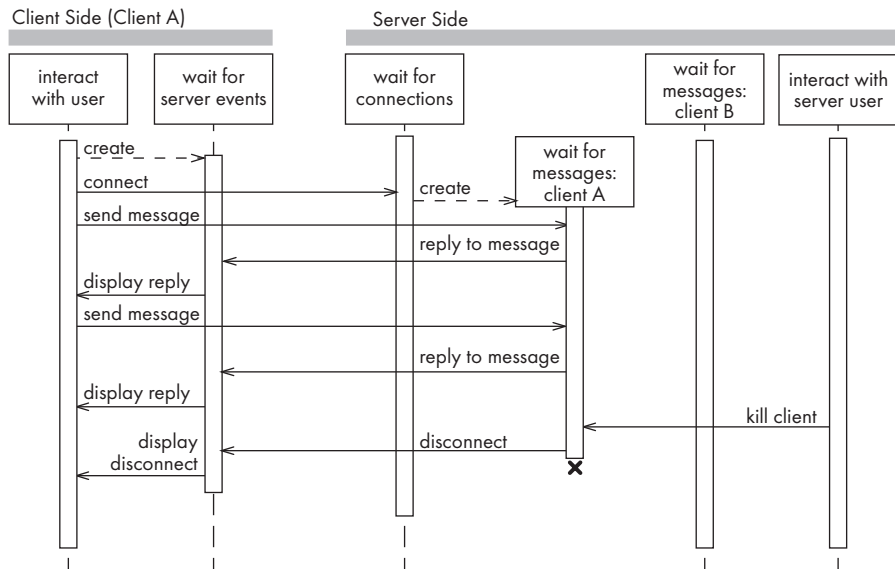 Client Side (Client A)
Server Side
interact
with user
wait for
server events
wait for
connections
wait for
messages:
client B
interact with
server user
create
wait for
messages:
client A
connect
create
send message
reply to message
display reply
send message
reply to message
display reply
kill client
display
disconnect
disconnect